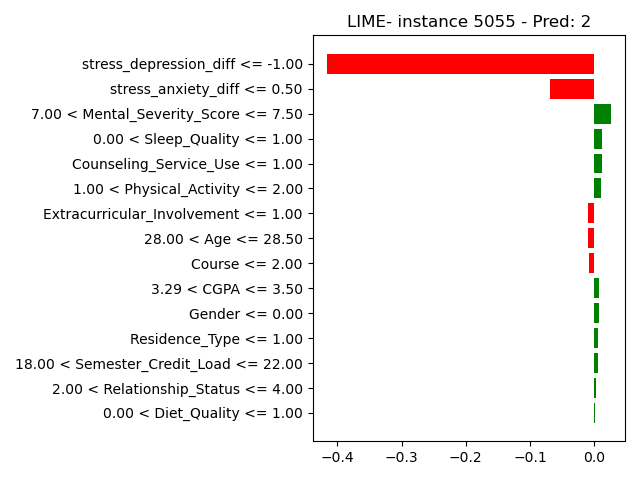 LIME- instance 5055 - Pred: 2
stress_depression_diff <= -1.00
stress_anxiety_diff <= 0.50
7.00 < Mental_Severity_Score <= 7.50
0.00 < Sleep_Quality <= 1.00
Counseling_Service_Use <= 1.00
1.00 < Physical_Activity <= 2.00
Extracurricular_Involvement <= 1.00
28.00 < Age <= 28.50
Course <= 2.00
3.29 < CGPA <= 3.50
Gender <= 0.00
Residence_Type <= 1.00
18.00 < Semester_Credit_Load <= 22.00
2.00 < Relationship_Status <= 4.00
0.00 < Diet_Quality <= 1.00
−0.4 −0.3 −0.2 −0.1 0.0